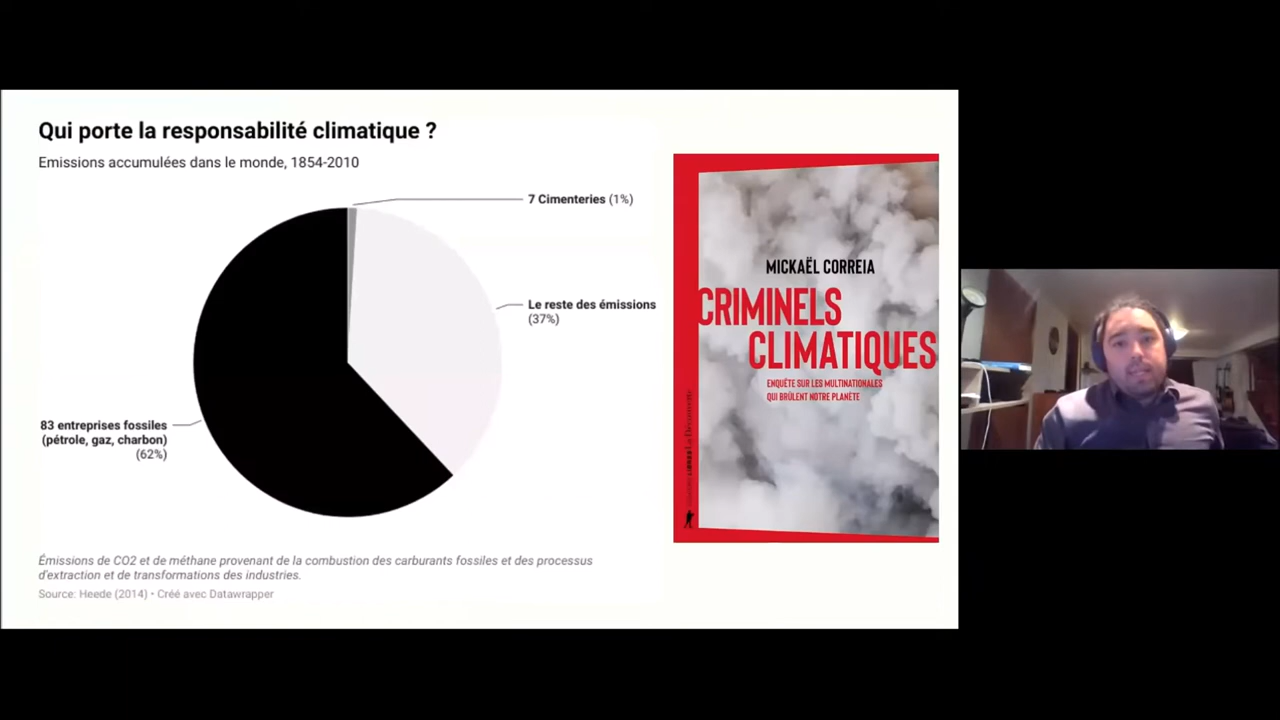 Qui porte la responsabilité climatique ?
Emissions accumulées dans le monde, 1854-2010
7 Cimenteries (1%)
Le reste des émissions
(37%)
83 entreprises fossiles
(pétrole, gaz, charbon)
(62%)
Émissions de CO2 et de méthane provenant de la combustion des carburants fossiles et des processus
d'extraction et de transformations des industries.
Source: Heede (2014) • Créé avec Datawrapper
MICKAËL CORREIA
CRIMINELS
CLIMATIQUES
ENQUÊTE SUR LES MULTINATIONALES
QUI BRÛLENT NOTRE PLANÈTE
La Découverte